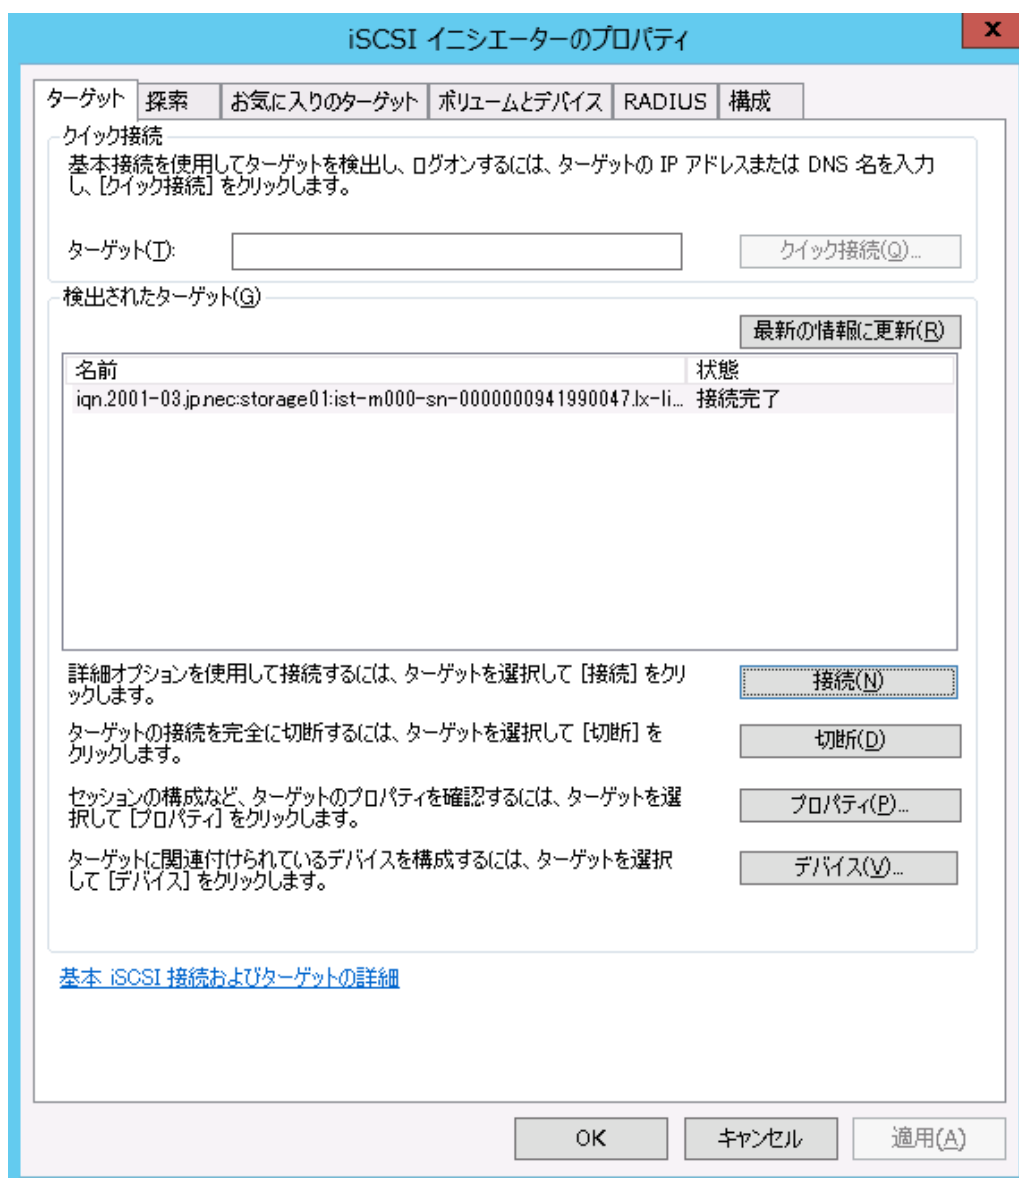 iSCSI イニシエーターのプロパティ
x
ターゲット 探索 お気に入りのターゲット ボリュームとデバイス RADIUS 構成
クイック接続
基本接続を使用してターゲットを検出し、ログオンするには、ターゲットの IP アドレスまたは DNS 名を入力
し、[クイック接続] をクリックします。
ターゲット(T): クイック接続(Q)...
検出されたターゲット(G)
最新の情報に更新(R)
名前 状態
iqn.2001-03.jp.nec:storage01:ist-m000-sn-0000000941990047.lx-li... 接続完了
詳細オプションを使用して接続するには、ターゲットを選択して [接続] をクリ
ックします。
接続(N)
ターゲットの接続を完全に切断するには、ターゲットを選択して [切断] を
クリックします。
切断(D)
セッションの構成など、ターゲットのプロパティを確認するには、ターゲットを選
択して [プロパティ] をクリックします。
プロパティ(P)...
ターゲットに関連付けられているデバイスを構成するには、ターゲットを選択
して [デバイス] をクリックします。
デバイス(V)...
基本 iSCSI 接続およびターゲットの詳細
OK キャンセル 適用(A)